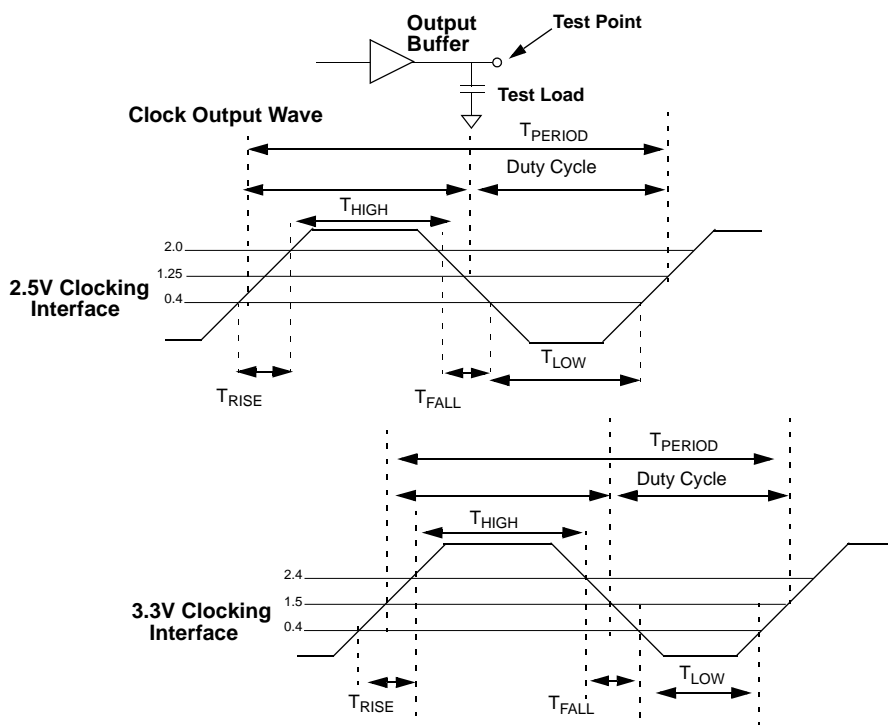 Output
Buffer
Test Point
Test Load
Clock Output Wave
TPERIOD
Duty Cycle
THIGH
2.0
1.25
0.4
2.5V Clocking
Interface
TLOW
TRISE
TFALL
TPERIOD
Duty Cycle
THIGH
2.4
1.5
0.4
3.3V Clocking
Interface
TLOW
TRISE
TFALL